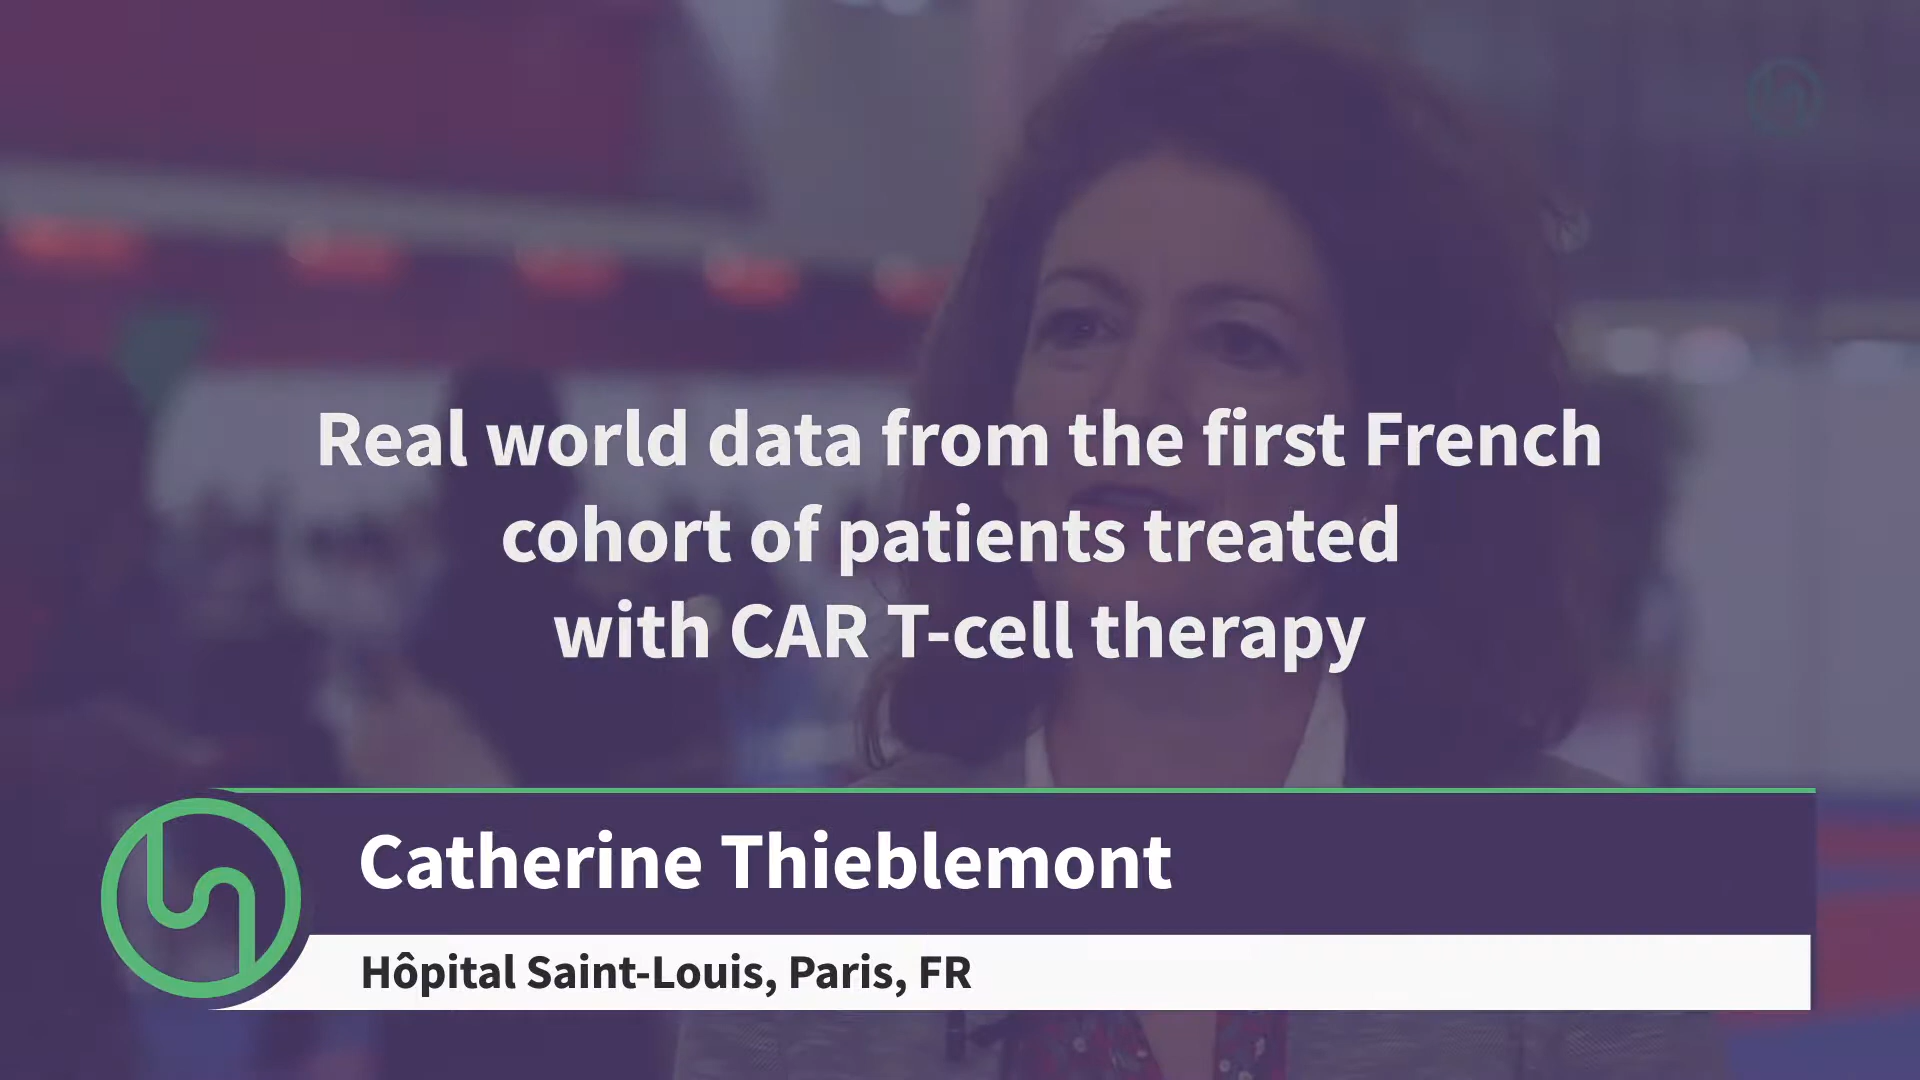 Real world data from the first French
cohort of patients treated
with CAR T-cell therapy
Catherine Thieblemont
Hôpital Saint-Louis, Paris, FR